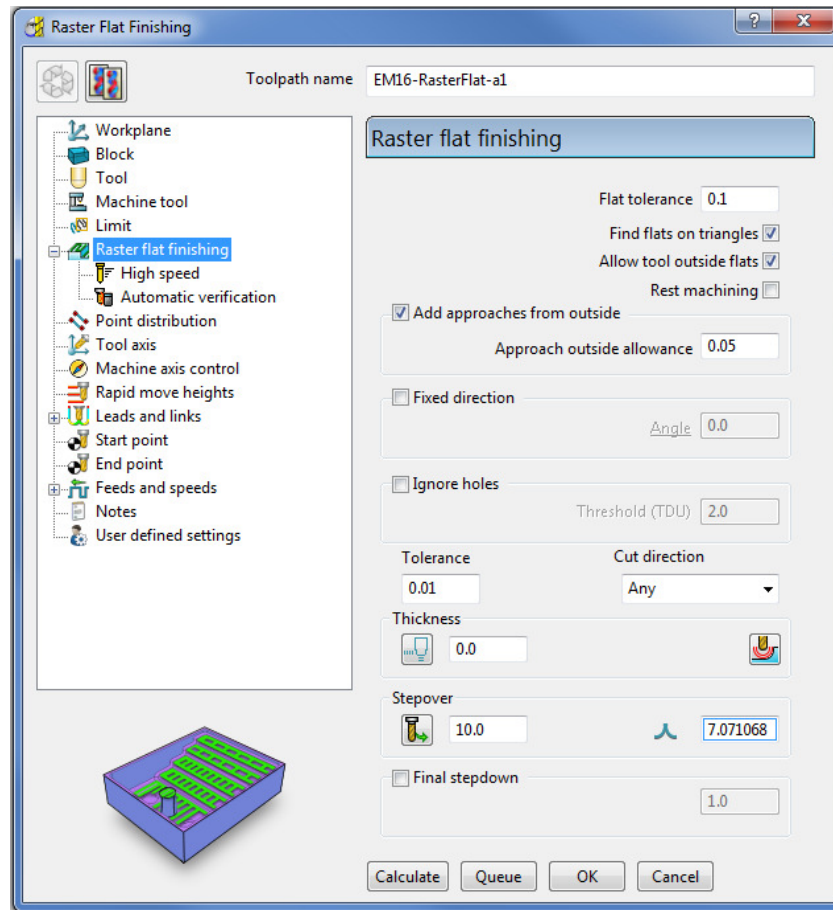 Raster Flat Finishing
Toolpath name EM16-RasterFlat-a1
Workplane
Block
Tool
Machine tool
Limit
Raster flat finishing
High speed
Automatic verification
Point distribution
Tool axis
Machine axis control
Rapid move heights
Leads and links
Start point
End point
Feeds and speeds
Notes
User defined settings
Raster flat finishing
Flat tolerance 0.1
Find flats on triangles
Allow tool outside flats
Rest machining
Add approaches from outside
Approach outside allowance 0.05
Fixed direction
Angle 0.0
Ignore holes
Threshold (TDU) 2.0
Tolerance Cut direction
0.01 Any
Thickness
0.0
Stepover
10.0 7.071068
Final stepdown
1.0
Calculate Queue OK Cancel